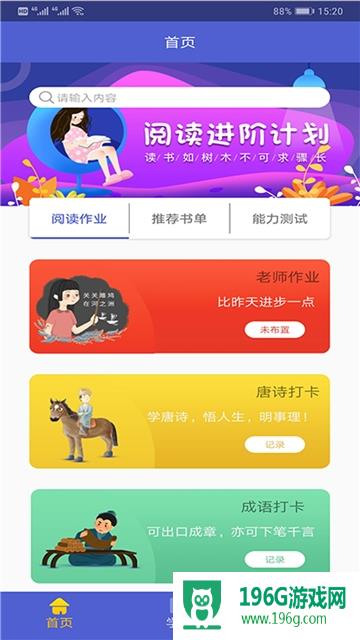 HD 4G 4G 88% 15:20
首页
请输入内容
阅读进阶计划
读书如树木不可求骤长
阅读作业 推荐书单 能力测试
关关雎鸠
在河之洲
老师作业
比昨天进步一点
未布置
唐诗打卡
学唐诗，悟人生，明事理！
记录
成语打卡
可出口成章，亦可下笔千言
记录
首页
196G游戏网
www.196g.com